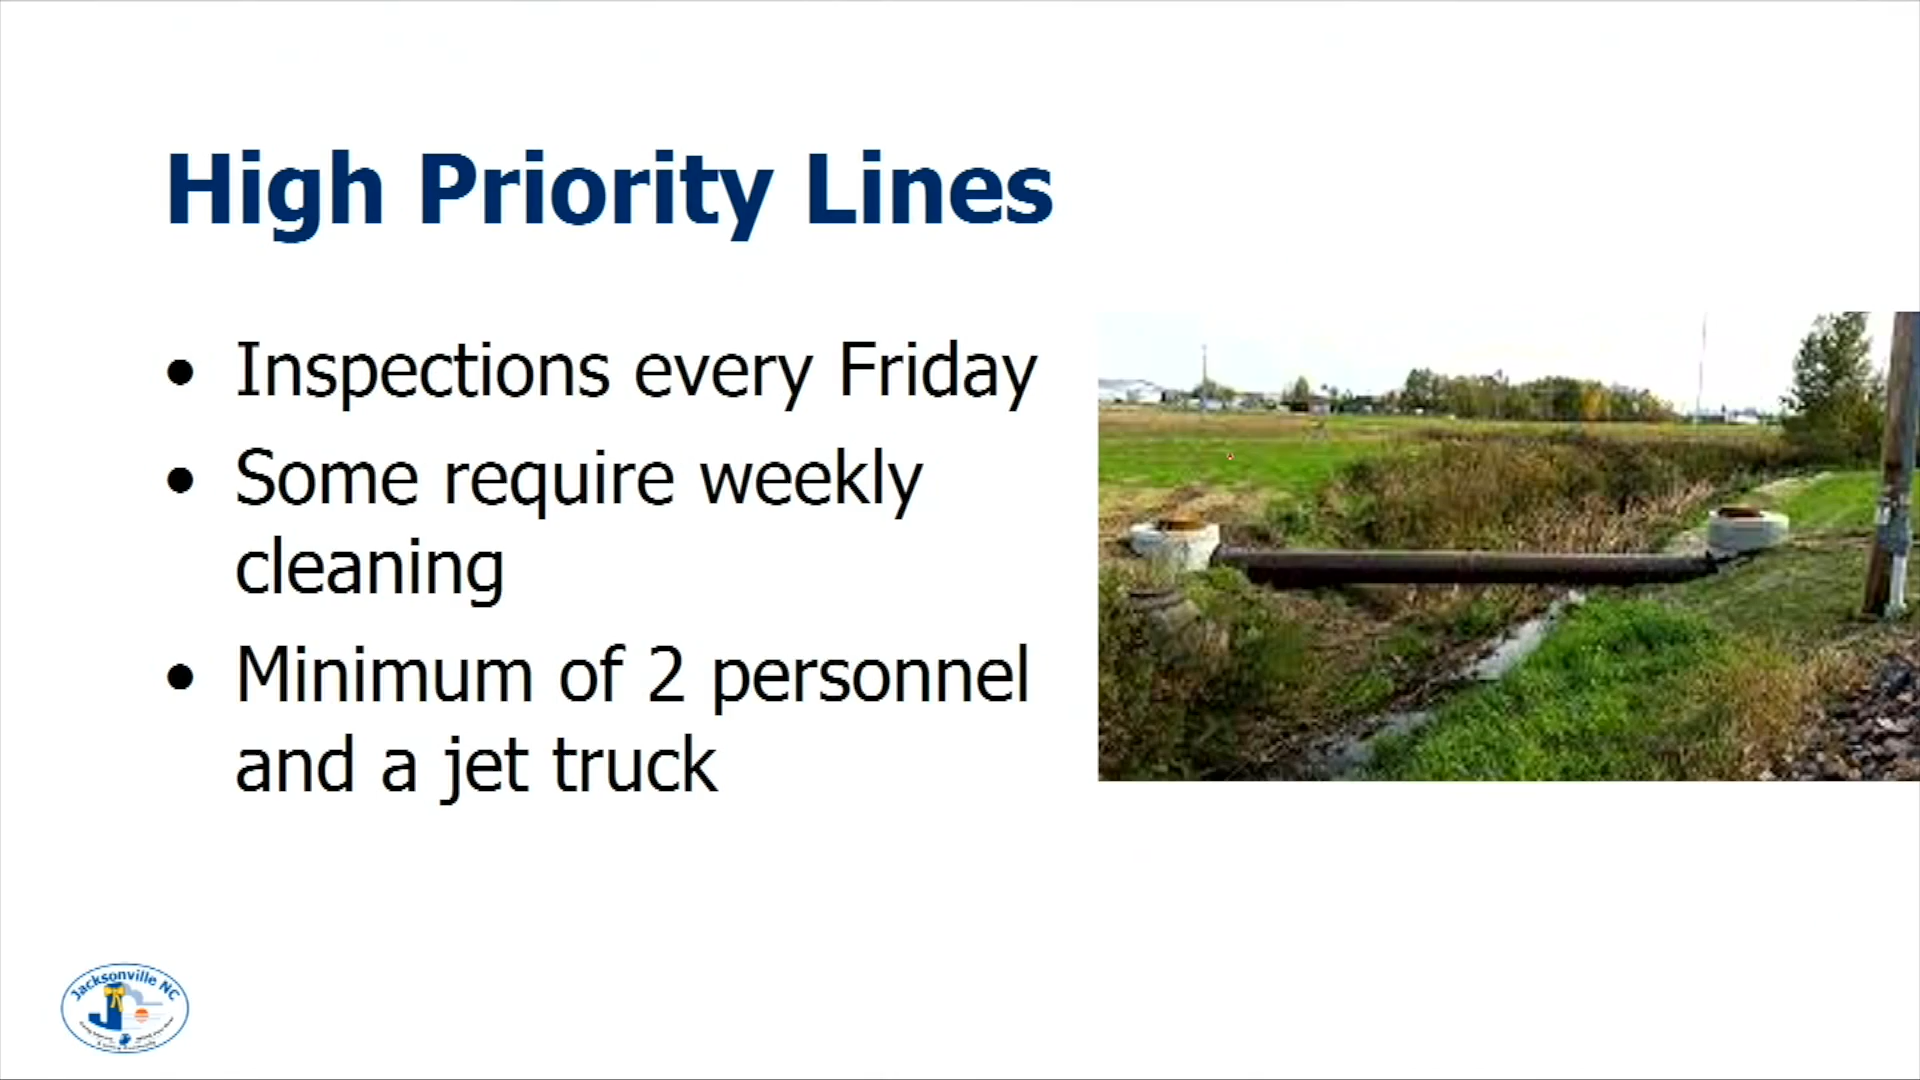 High Priority Lines
• Inspections every Friday
• Some require weekly
cleaning
• Minimum of 2 personnel
and a jet truck
Jacksonville NC